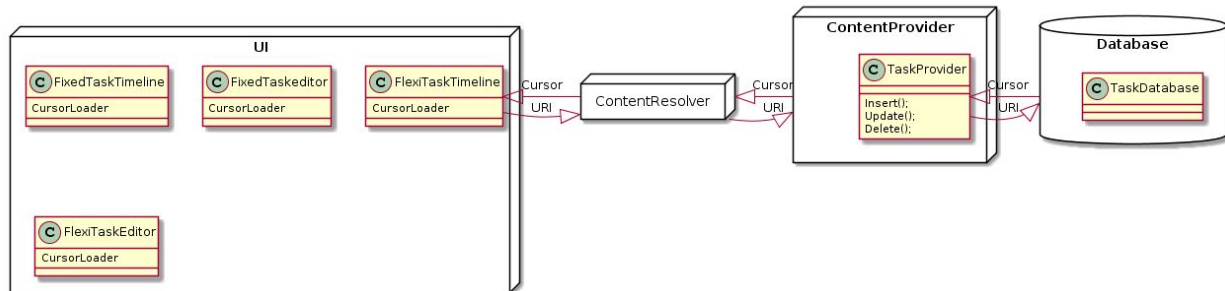 UI
C FixedTaskTimeline
CursorLoader
C FixedTaskeditor
CursorLoader
C FlexiTaskTimeline
CursorLoader
C FlexiTaskEditor
CursorLoader
Cursor
URI
ContentResolver
Cursor
URI
ContentProvider
C TaskProvider
Insert();
Update();
Delete();
Cursor
URI
Database
C TaskDatabase